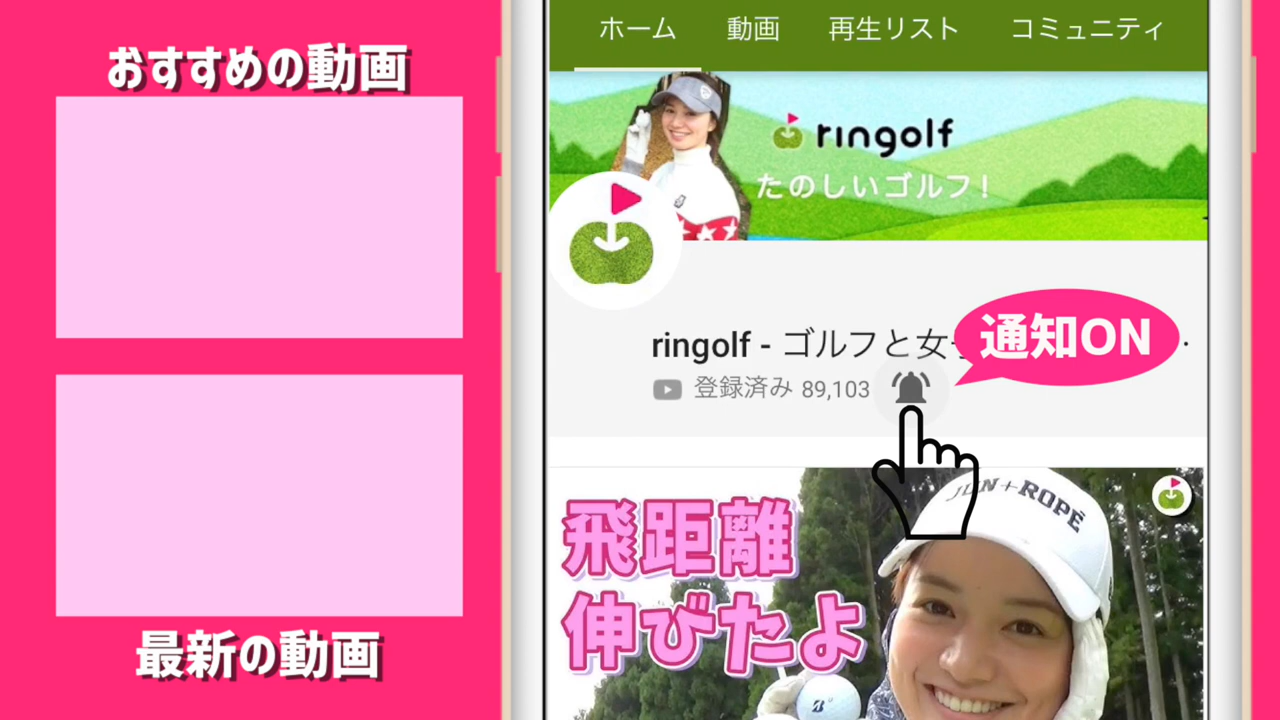 おすすめの動画
最新の動画
ホーム 動画 再生リスト コミュニティ
ringolf
たのしいゴルフ!
ringolf - ゴルフと女
通知ON
登録済み 89,103
飛距離
伸びたよ
JUN+ROPÉ
B